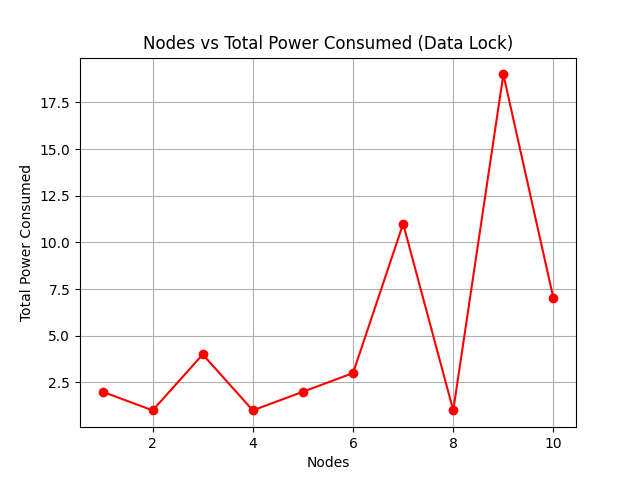 Nodes vs Total Power Consumed (Data Lock)
17.5
15.0
12.5
10.0
7.5
5.0
2.5
Total Power Consumed
2 4 6 8 10
Nodes